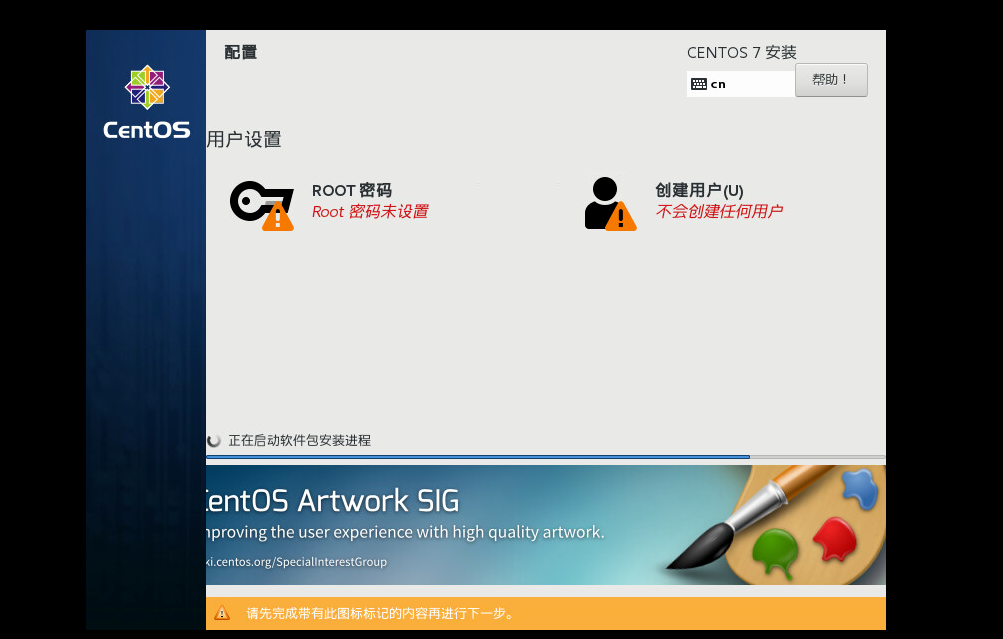 配置
CENTOS 7 安装
cn
帮助！
CentOS
用户设置
ROOT 密码
Root 密码未设置
创建用户(U)
不会创建任何用户
正在启动软件包安装进程
CentOS Artwork SIG
mproving the user experience with high quality artwork.
ki.centos.org/SpecialInterestGroup
请先完成带有此图标标记的内容再进行下一步。